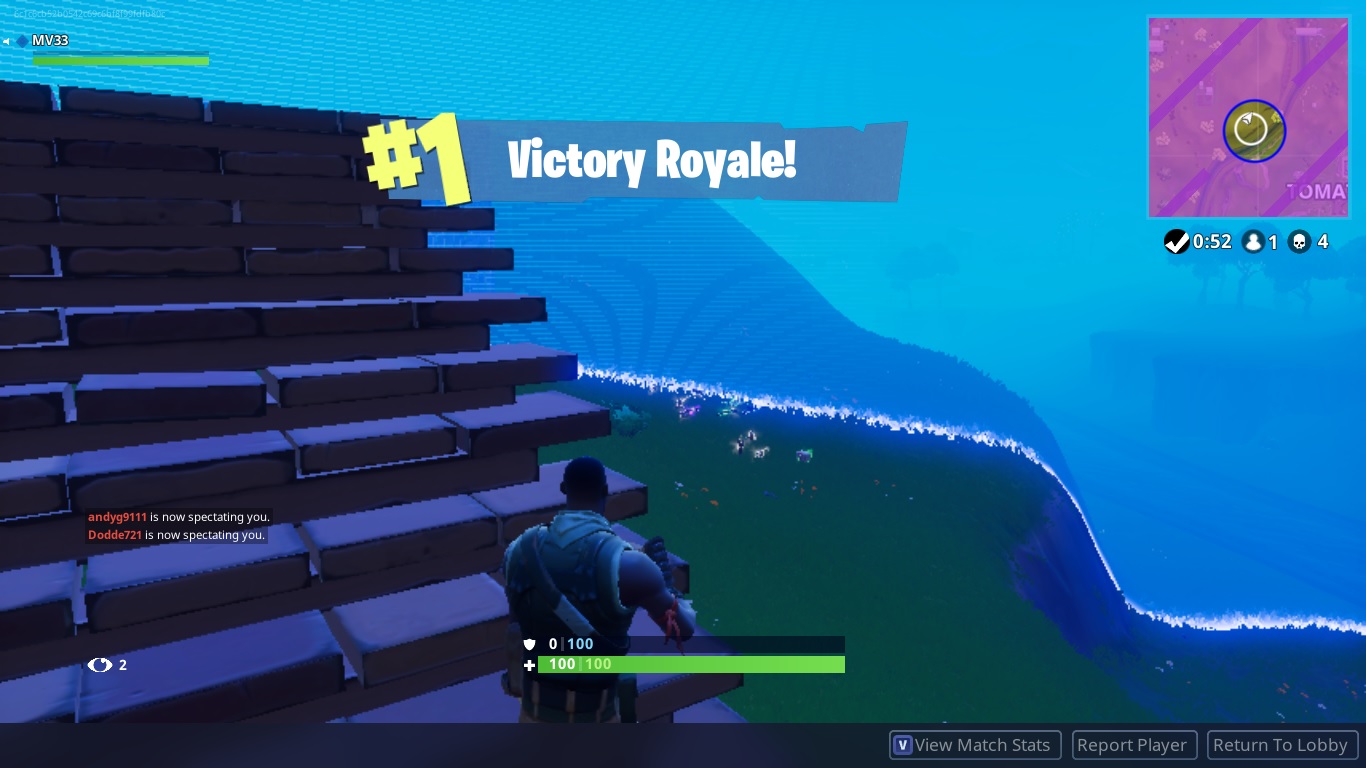 MV33
#1 Victory Royale!
TOMA
0:52 1 4
andyg9111 is now spectating you.
Dodde721 is now spectating you.
0|100
2
100|100
V View Match Stats
Report Player
Return To Lobby